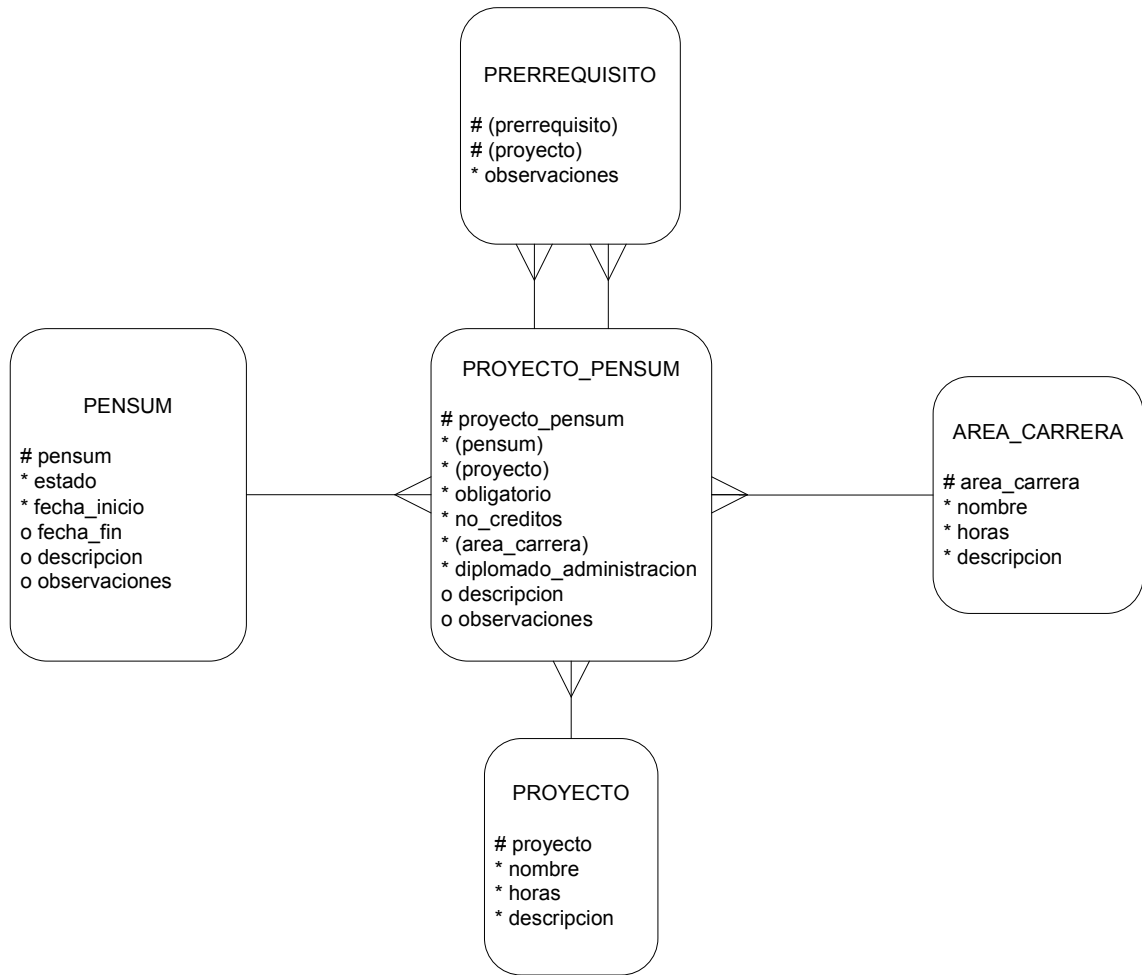 PRERREQUISITO
# (prerrequisito)
# (proyecto)
* observaciones
PENSUM
# pensum
* estado
* fecha_inicio
o fecha_fin
o descripcion
o observaciones
PROYECTO_PENSUM
# proyecto_pensum
* (pensum)
* (proyecto)
* obligatorio
* no_creditos
* (area_carrera)
* diplomado_administracion
o descripcion
o observaciones
AREA_CARRERA
# area_carrera
* nombre
* horas
* descripcion
PROYECTO
# proyecto
* nombre
* horas
* descripcion